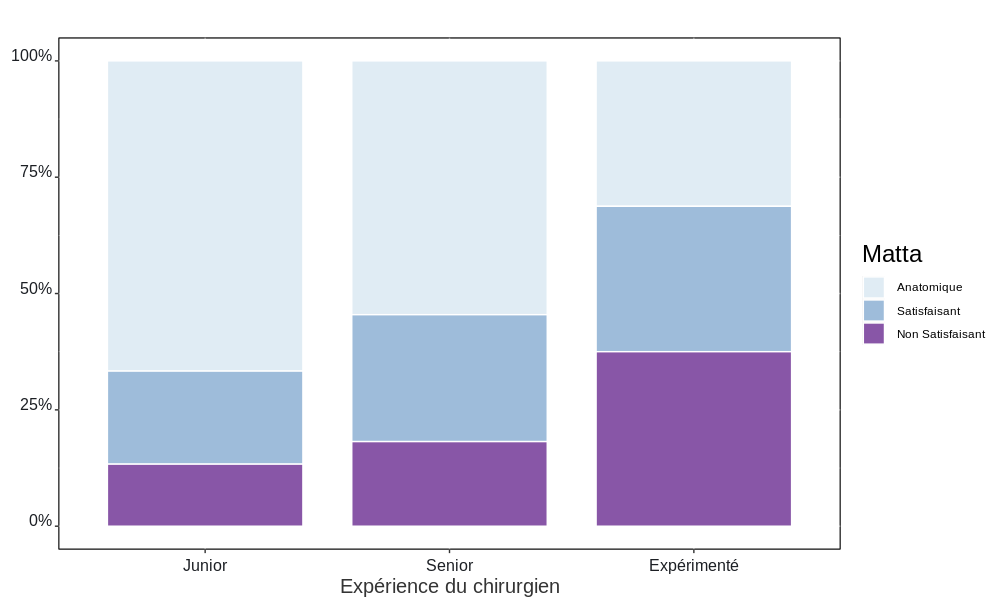 100%
75%
50%
25%
0%
Junior
Senior
Expérimenté
Expérience du chirurgien
Matta
Anatomique
Satisfaisant
Non Satisfaisant